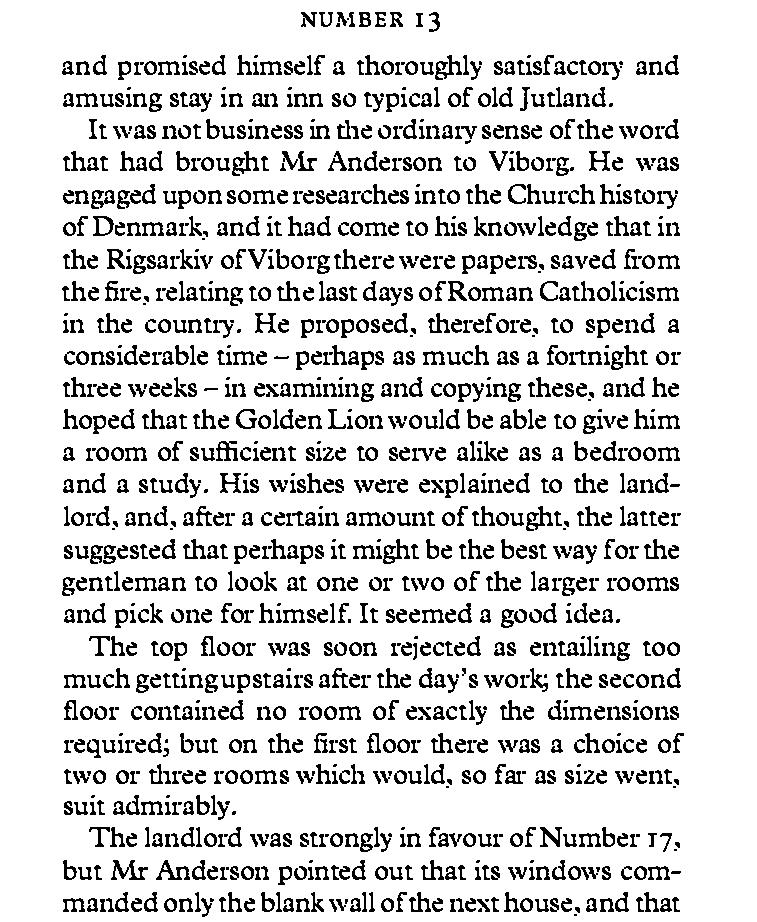 NUMBER 13
and promised himself a thoroughly satisfactory and
amusing stay in an inn so typical of old Jutland.
It was not business in the ordinary sense of the word
that had brought Mr Anderson to Viborg. He was
engaged upon some researches into the Church history
of Denmark, and it had come to his knowledge that in
the Rigsarkiv of Viborg there were papers, saved from
the fire, relating to the last days of Roman Catholicism
in the country. He proposed, therefore, to spend a
considerable time – perhaps as much as a fortnight or
three weeks – in examining and copying these, and he
hoped that the Golden Lion would be able to give him
a room of sufficient size to serve alike as a bedroom
and a study. His wishes were explained to the land-
lord, and, after a certain amount of thought, the latter
suggested that perhaps it might be the best way for the
gentleman to look at one or two of the larger rooms
and pick one for himself. It seemed a good idea.
The top floor was soon rejected as entailing too
much getting upstairs after the day's work; the second
floor contained no room of exactly the dimensions
required; but on the first floor there was a choice of
two or three rooms which would, so far as size went,
suit admirably.
The landlord was strongly in favour of Number 17,
but Mr Anderson pointed out that its windows com-
manded only the blank wall of the next house, and that